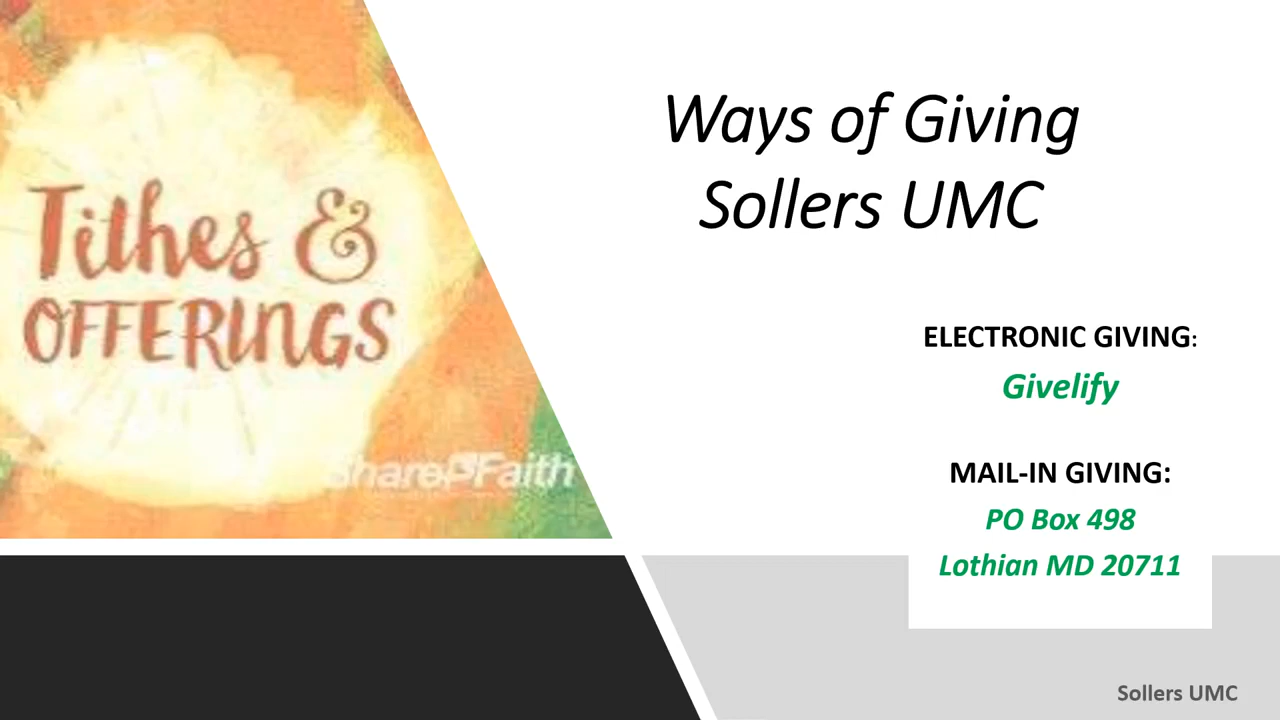 Tithes &
OFFERINGS
ShareFaith
Ways of Giving
Sollers UMC
ELECTRONIC GIVING:
Givelify
MAIL-IN GIVING:
PO Box 498
Lothian MD 20711
Sollers UMC